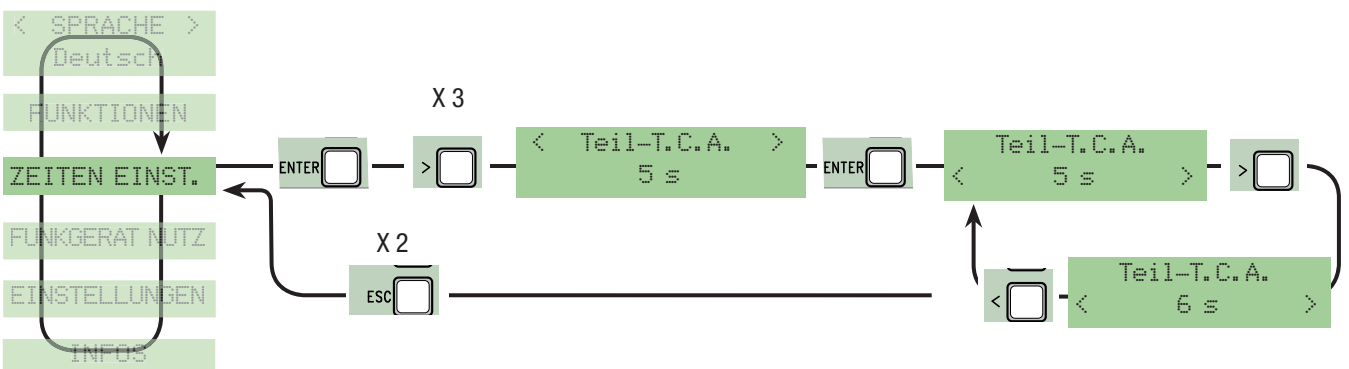 < SPRACHE >
Deutsch
FUNKTIONEN
ZEITEN EINST.
FUNKGERAT NUTZ
EINSTELLUNGEN
INFOS
ENTER
X 3
>
< Teil-T.C.A. >
5 s
ENTER
Teil-T.C.A.
< 5 s >
>
X 2
ESC
<
Teil-T.C.A.
< 6 s >